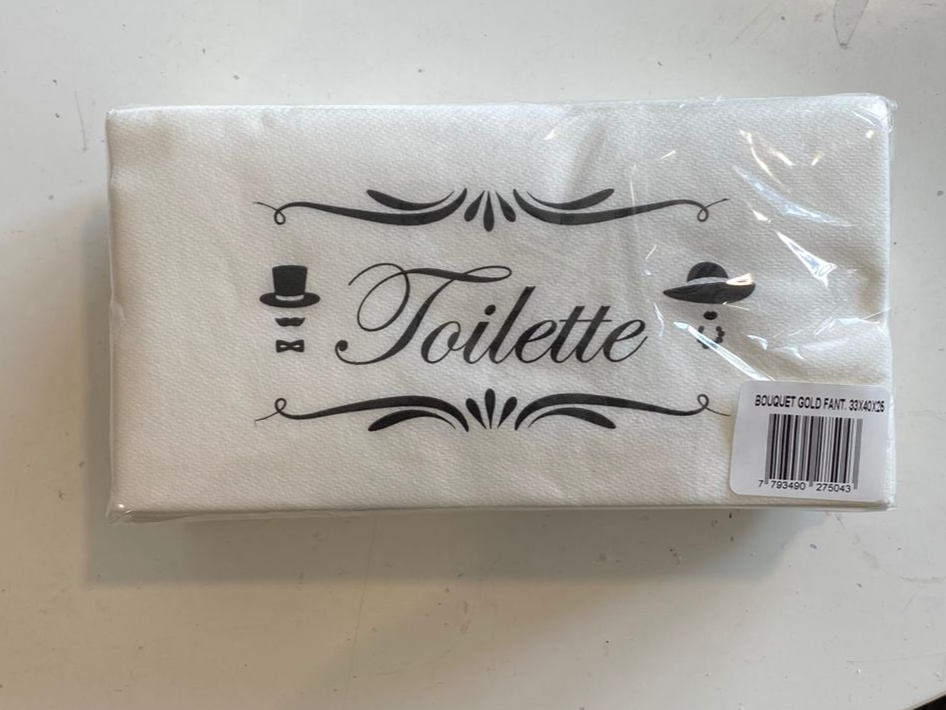 Toilette
BOUQUET GOLD FANT. 33X40X25
7 793490 275043